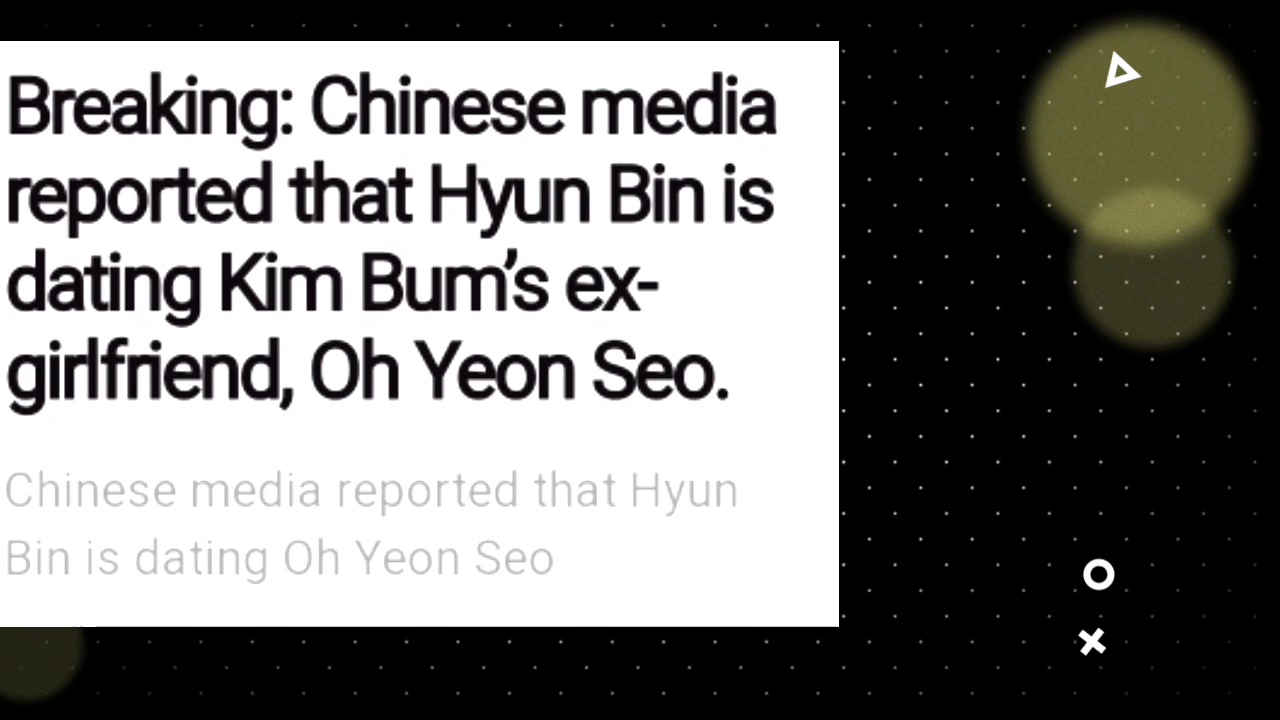 Breaking: Chinese media
reported that Hyun Bin is
dating Kim Bum’s ex-
girlfriend, Oh Yeon Seo.
Chinese media reported that Hyun
Bin is dating Oh Yeon Seo